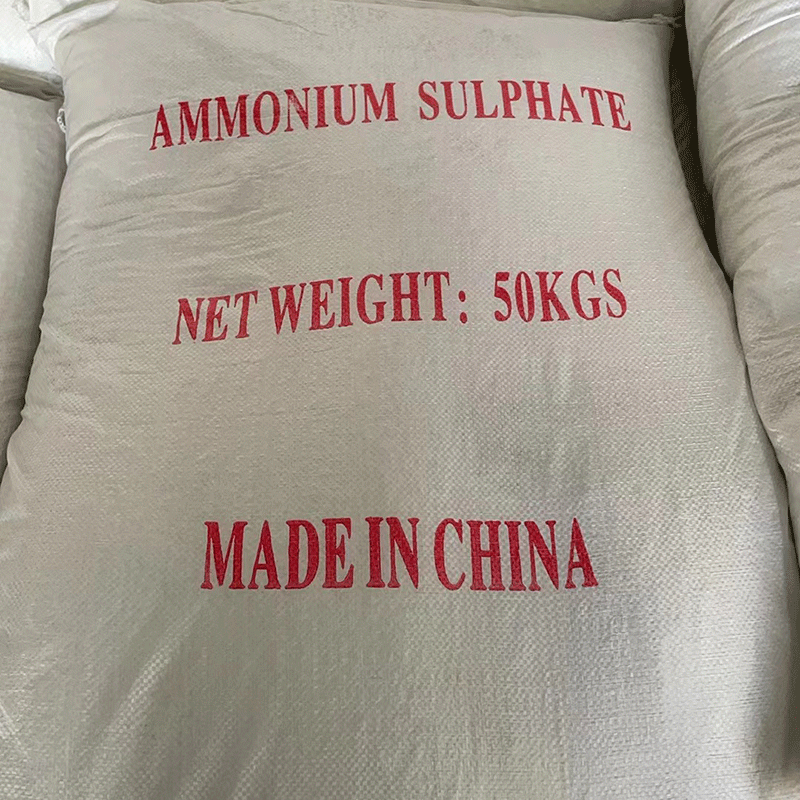 AMMONIUM SULPHATE
NET WEIGHT: 50KGS
MADE IN CHINA